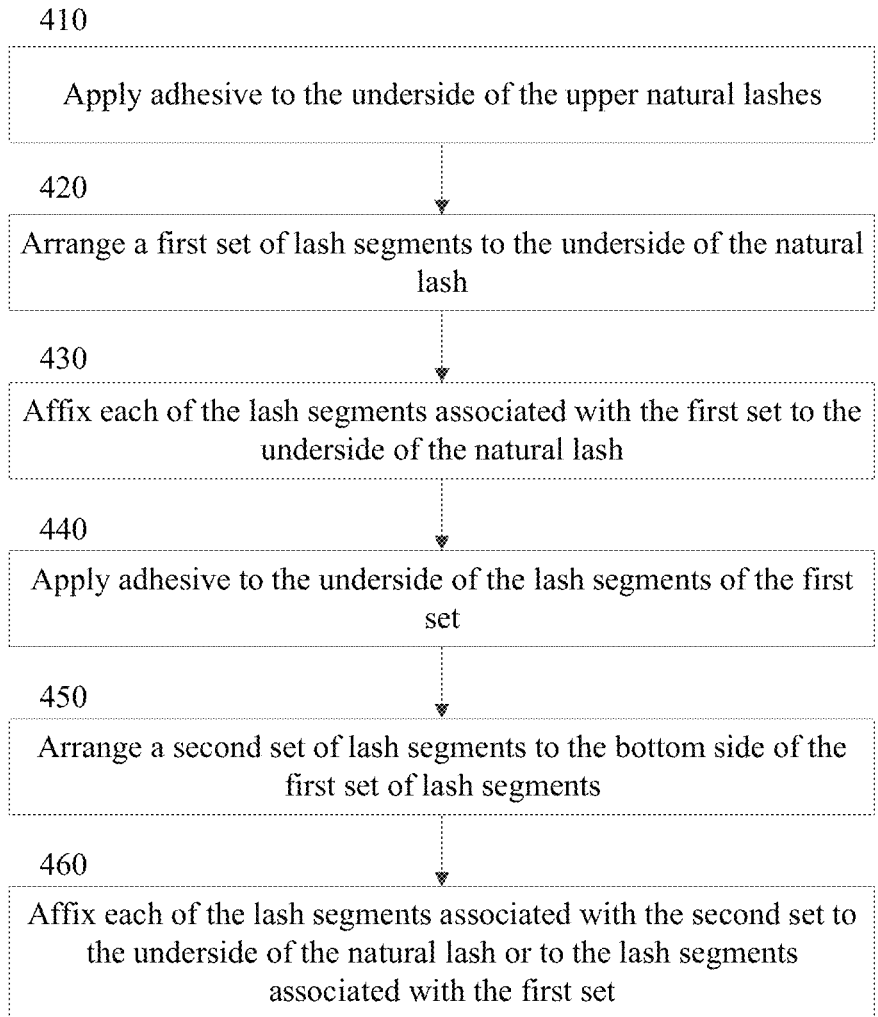 410
Apply adhesive to the underside of the upper natural lashes
420
Arrange a first set of lash segments to the underside of the natural
lash
430
Affix each of the lash segments associated with the first set to the
underside of the natural lash
440
Apply adhesive to the underside of the lash segments of the first
set
450
Arrange a second set of lash segments to the bottom side of the
first set of lash segments
460
Affix each of the lash segments associated with the second set to
the underside of the natural lash or to the lash segments
associated with the first set